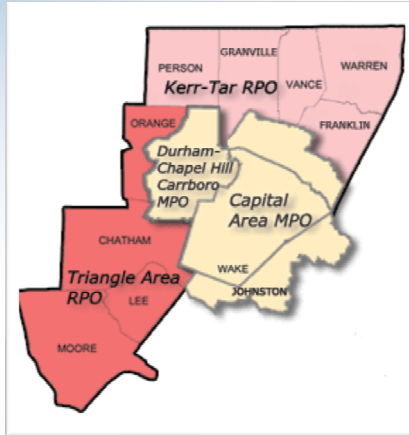 GRANVILLE
PERSON
WARREN
Kerr-Tar RPO
VANCE
ORANGE
FRANKLIN
Durham-
Chapel Hill
Carrboro
MPO
Capital
Area MPO
CHATHAM
WAKE
Triangle Area
RPO
LEE
JOHNSTON
MOORE